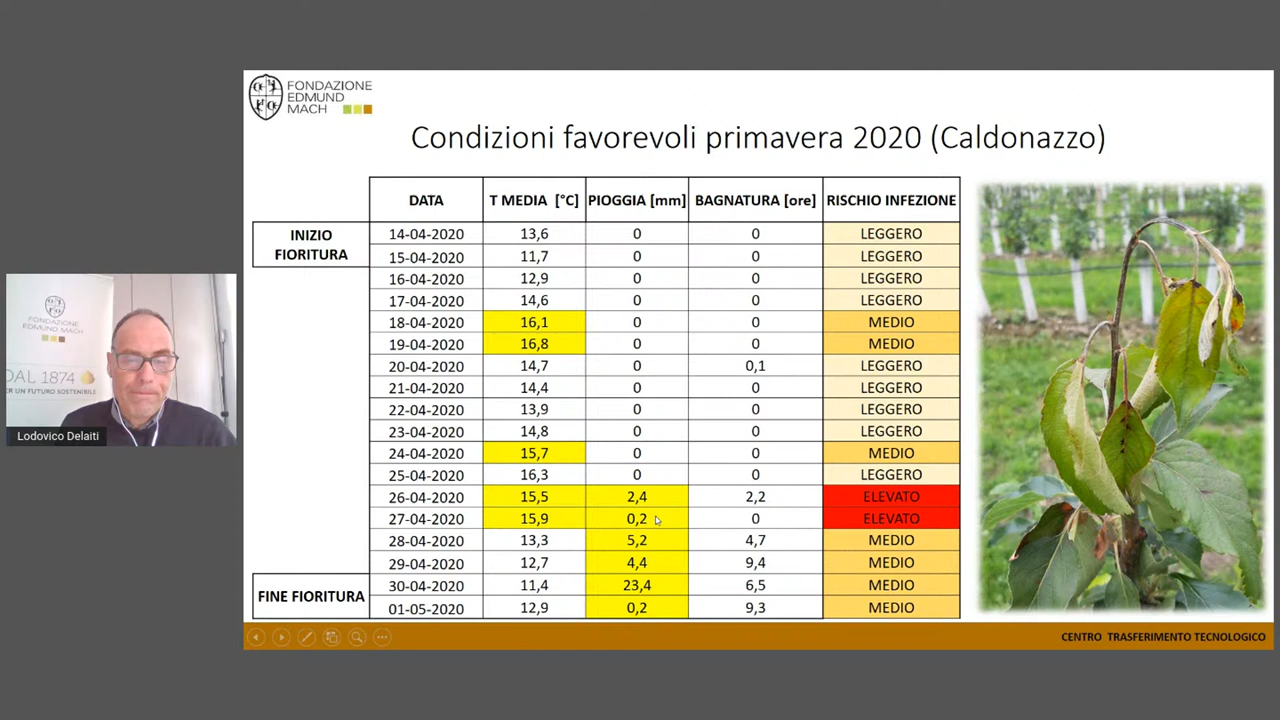 FONDAZIONE
EDMUND
MACH
Condizioni favorevoli primavera 2020 (Caldonazzo)
DATA T MEDIA [°C] PIOGGIA [mm] BAGNATURA [ore] RISCHIO INFEZIONE
INIZIO
FIORITURA
14-04-2020 13,6 0 0 LEGGERO
15-04-2020 11,7 0 0 LEGGERO
16-04-2020 12,9 0 0 LEGGERO
17-04-2020 14,6 0 0 LEGGERO
18-04-2020 16,1 0 0 MEDIO
19-04-2020 16,8 0 0 MEDIO
20-04-2020 14,7 0 0,1 LEGGERO
21-04-2020 14,4 0 0 LEGGERO
22-04-2020 13,9 0 0 LEGGERO
23-04-2020 14,8 0 0 LEGGERO
24-04-2020 15,7 0 0 MEDIO
25-04-2020 16,3 0 0 LEGGERO
26-04-2020 15,5 2,4 2,2 ELEVATO
27-04-2020 15,9 0,2 0 ELEVATO
28-04-2020 13,3 5,2 4,7 MEDIO
29-04-2020 12,7 4,4 9,4 MEDIO
FINE FIORITURA
30-04-2020 11,4 23,4 6,5 MEDIO
01-05-2020 12,9 0,2 9,3 MEDIO
CENTRO TRASFERIMENTO TECNOLOGICO
FONDAZIONE
EDMUND MACH
DAL 1874
PER UN FUTURO SOSTENIBILE
Lodovico Delaiti